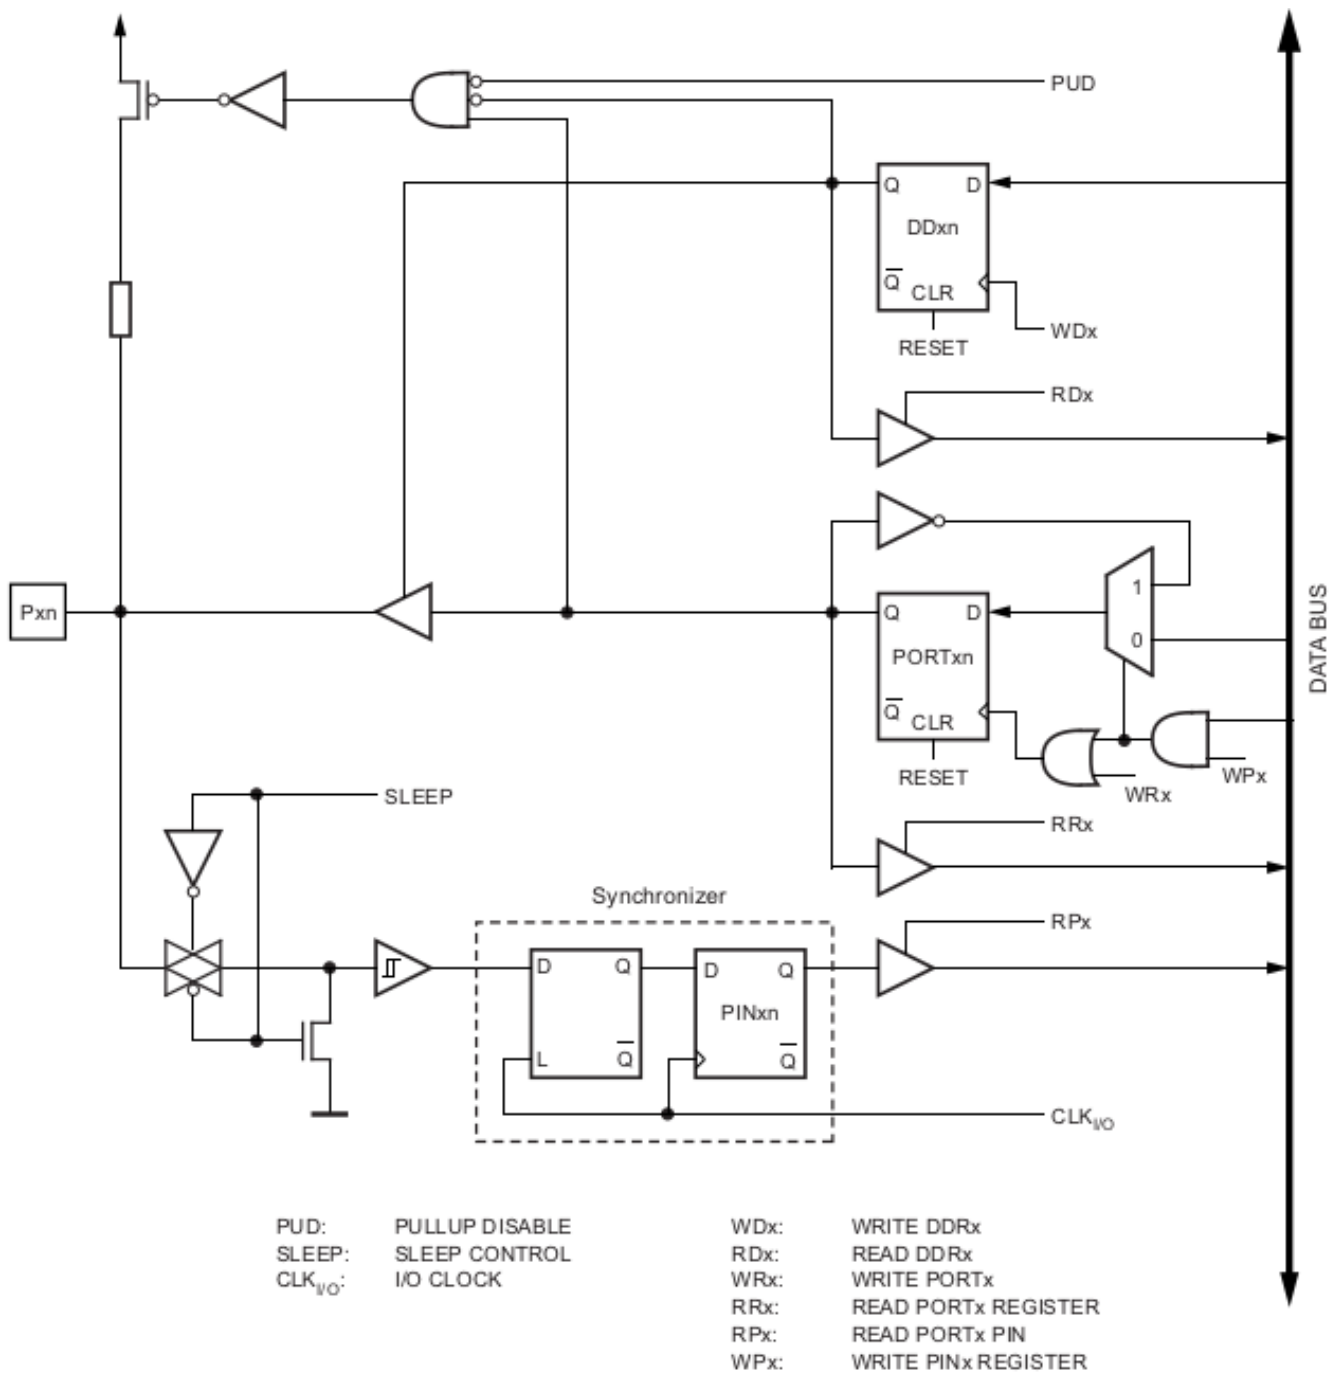 PUD
Q D
DDxn
Q CLR
RESET
WDx
RDx
Pxn
1
0
Q D
PORTxn
Q CLR
RESET
WRx
WPx
DATA BUS
SLEEP
RRx
Synchronizer
RPx
D Q
L Q
D Q
PINxn
Q
CLK I/O
PUD: PULLUP DISABLE
SLEEP: SLEEP CONTROL
CLK I/O: I/O CLOCK
WDx: WRITE DDRx
RDx: READ DDRx
WRx: WRITE PORTx
RRx: READ PORTx REGISTER
RPx: READ PORTx PIN
WPx: WRITE PINx REGISTER